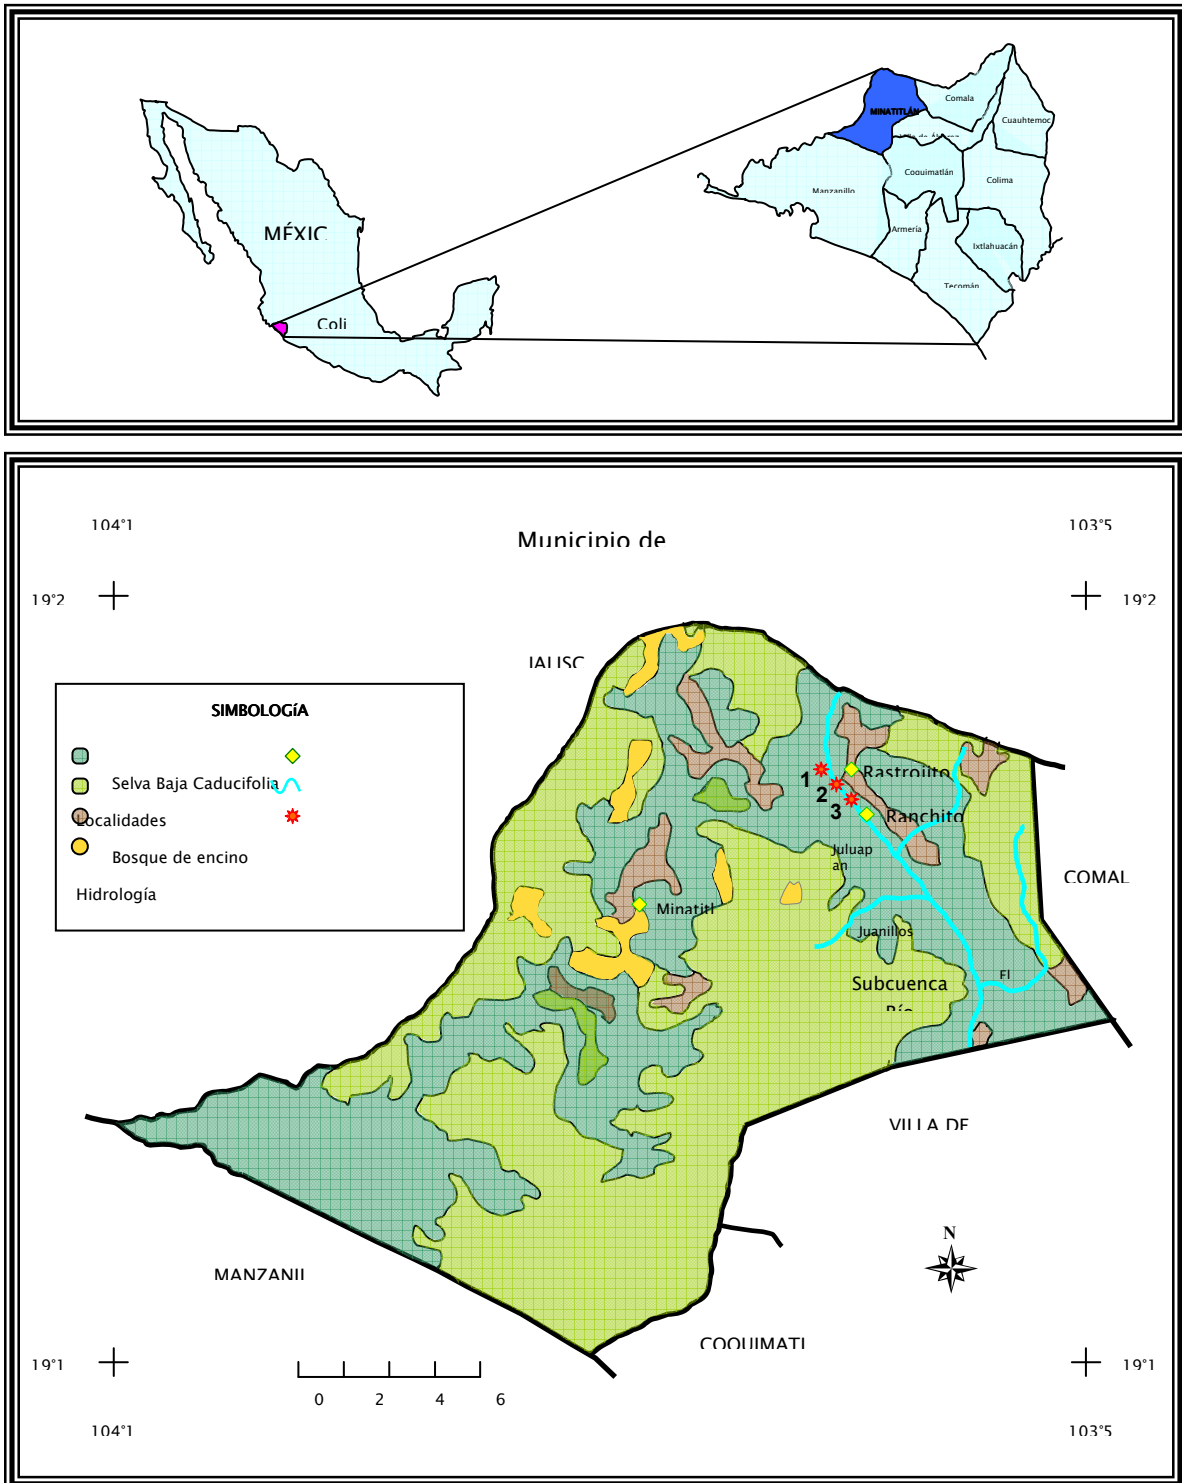 MINATITLÁN
Comala
Cuauhtemoc
Coquimatlán
Colima
Manzanillo
Armería
Ixtlahuacán
Tecomán
MÉXIC
Coli
104°1
103°5
Municipio de
19°2
19°2
JALISC
SIMBOLOGÍA
Selva Baja Caducifolia
Localidades
Bosque de encino
Hidrología
1
2
3
Rastrojito
Ranchito
Juluap
an
COMAL
Minatitl
Juanillos
El
Subcuenca
Río
VILLA DE
N
MANZANIL
COQUIMATL
19°1
19°1
0 2 4 6
104°1
103°5